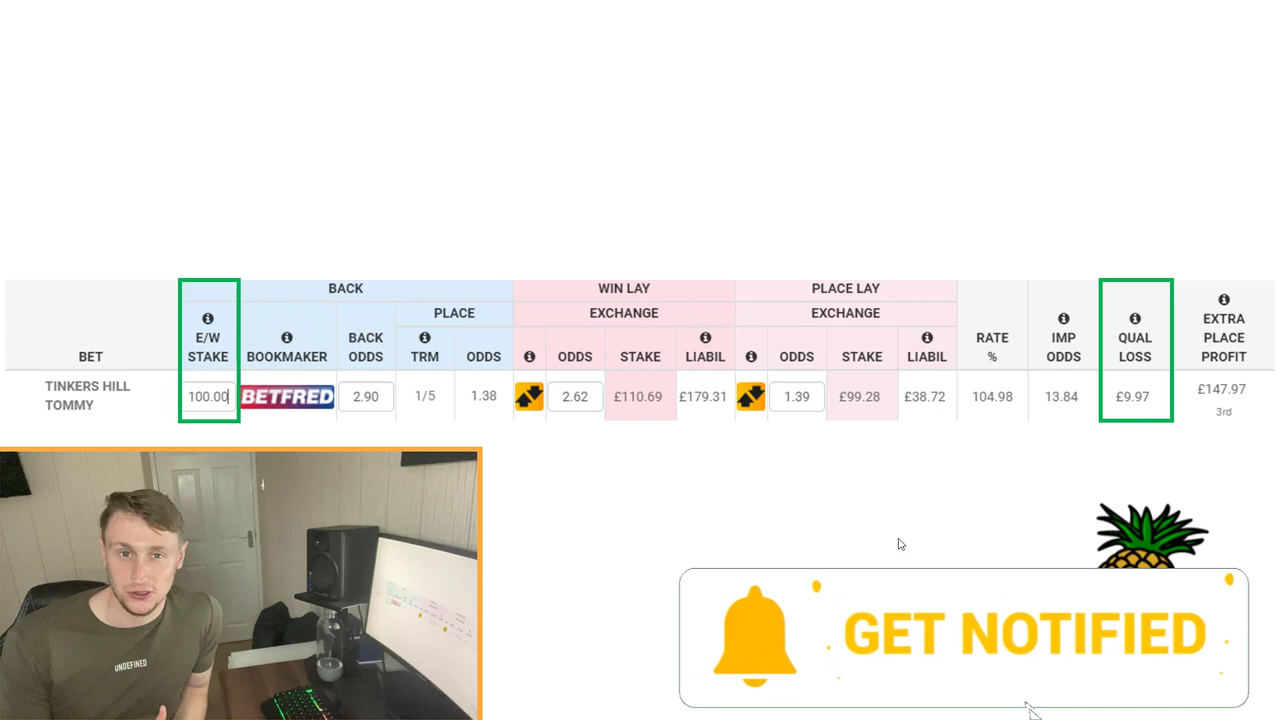 BACK
WIN LAY
PLACE LAY
PLACE
EXCHANGE
EXCHANGE
BET
E/W
STAKE
BOOKMAKER
BACK
ODDS
TRM
ODDS
ODDS
STAKE
LIABIL
ODDS
STAKE
LIABIL
RATE
%
IMP
ODDS
QUAL
LOSS
EXTRA
PLACE
PROFIT
TINKERS HILL
TOMMY
100.00
BETFRED
2.90
1/5
1.38
2.62
£110.69
£179.31
1.39
£99.28
£38.72
104.98
13.84
£9.97
£147.97
3rd
UNDEFINED
GET NOTIFIED